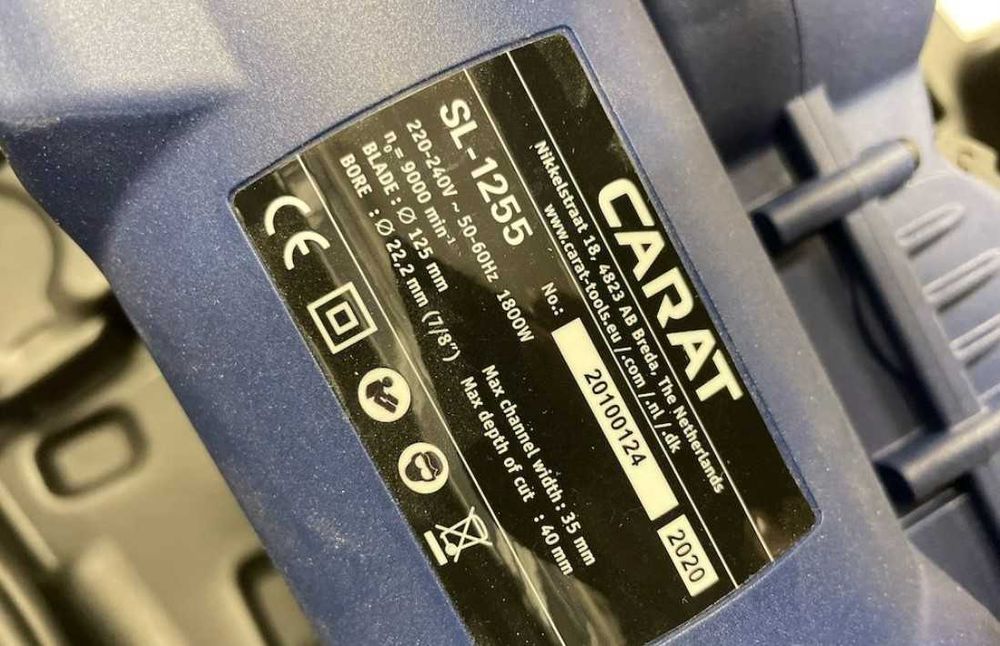 CARAT
Nikkelstraat 18, 4823 AB Breda, The Netherlands
www.carat-tools.eu / .com / .nl / .dk
SL-1255
No.: 20100124 2020
220-240V ~ 50-60Hz 1800W
n₀= 9000 min⁻¹
BLADE : Ø 125 mm
BORE : Ø 22,2 mm (7/8")
Max channel width : 35 mm
Max depth of cut : 40 mm
CE